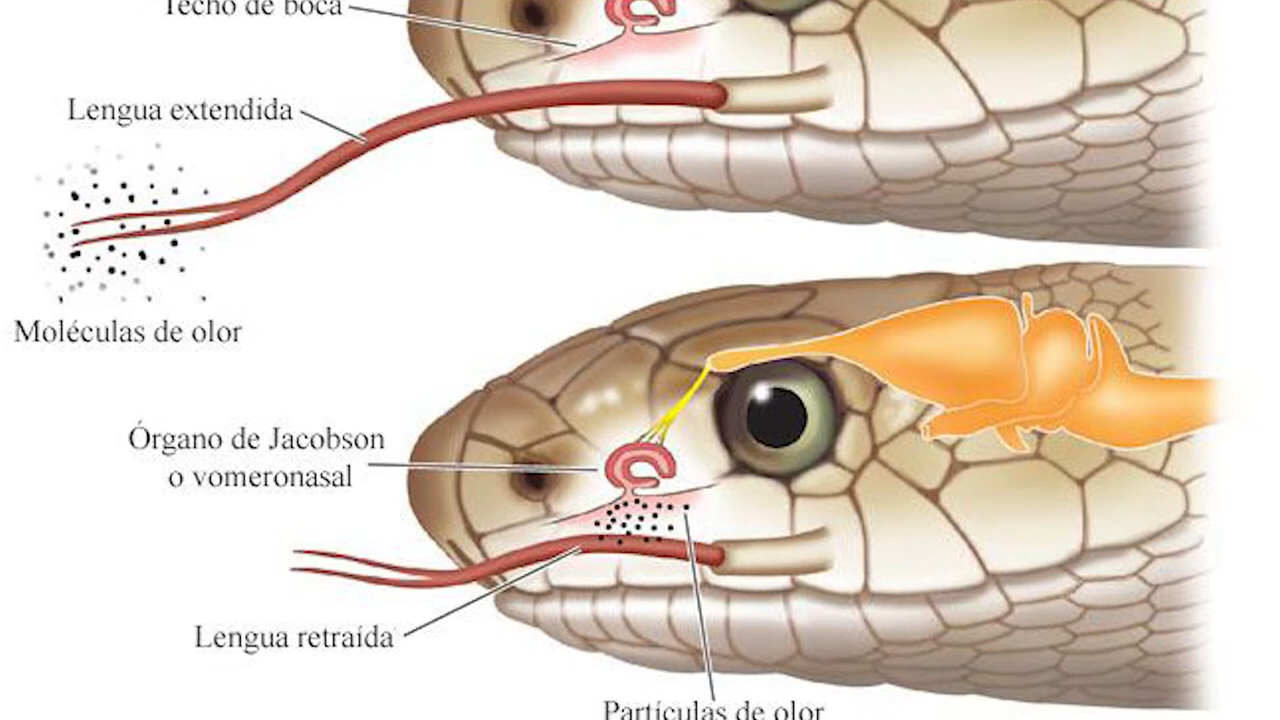 Techo de boca
Lengua extendida
Moléculas de olor
Órgano de Jacobson
o vomeronasal
Lengua retraída
Partículas de olor